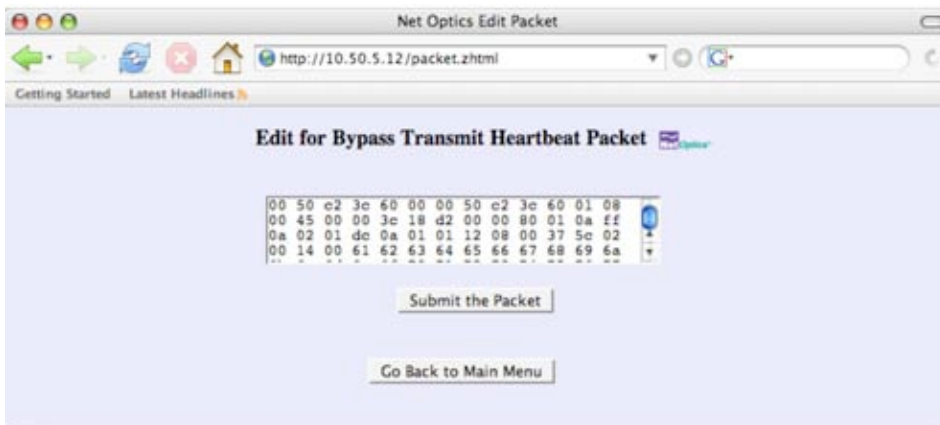 Net Optics Edit Packet
http://10.50.5.12/packet.zhtml
G
Getting Started Latest Headlines
Edit for Bypass Transmit Heartbeat Packet
Optics
00 50 c2 3c 60 00 00 50 c2 3c 60 01 08
00 45 00 00 3c 18 d2 00 00 80 01 0a ff
0a 02 01 dc 0a 01 01 12 08 00 37 5c 02
00 14 00 61 62 63 64 65 66 67 68 69 6a
Submit the Packet
Go Back to Main Menu